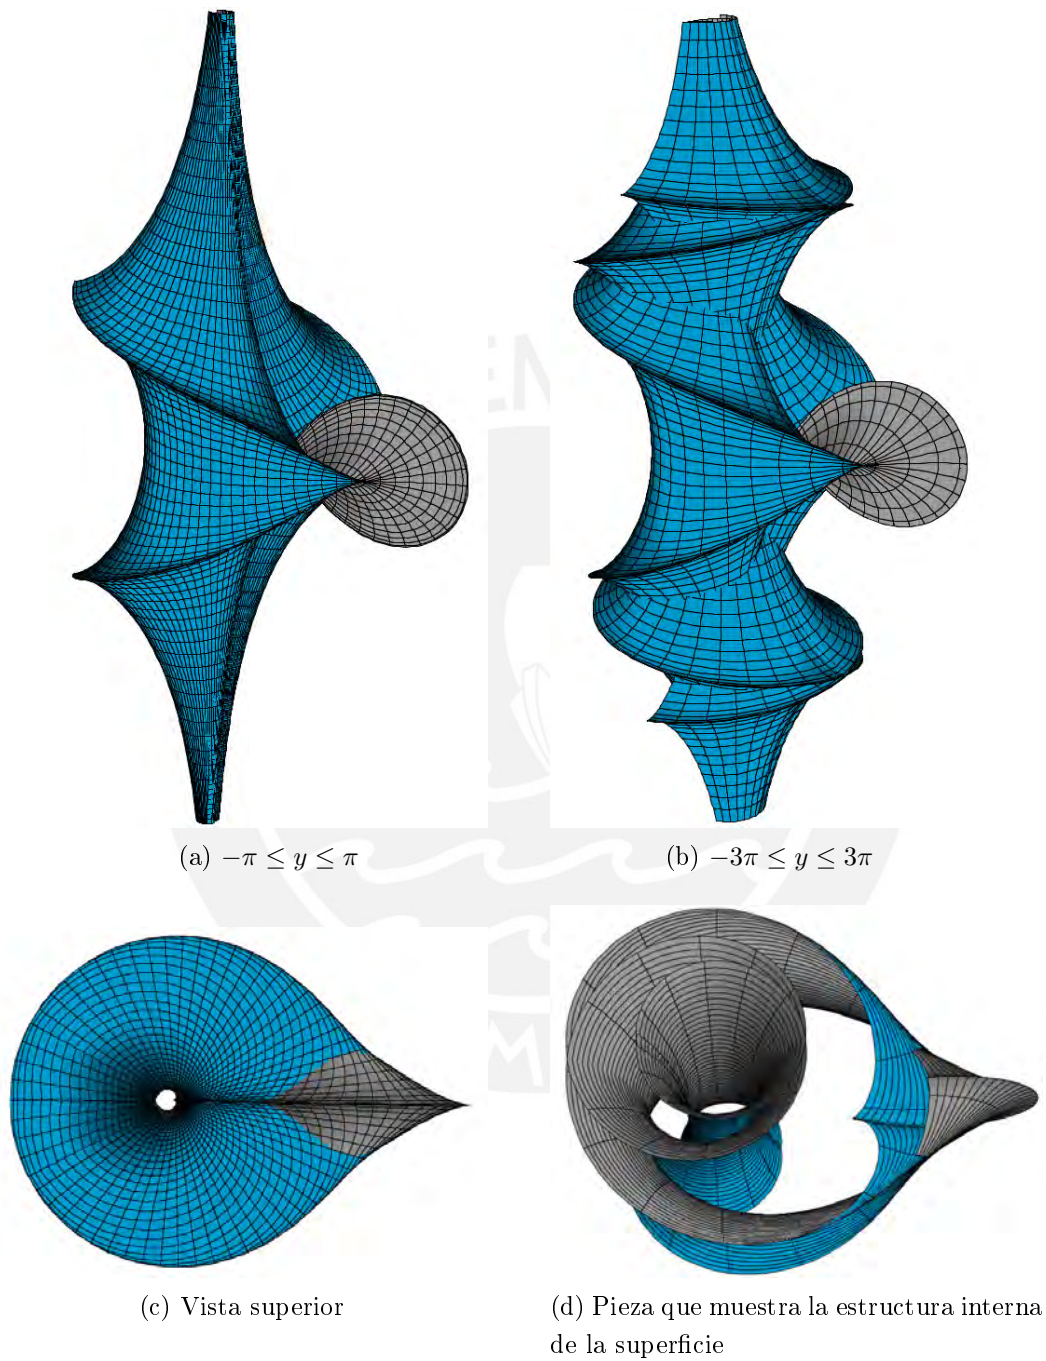 (a) −π ≤ y ≤ π
(b) −3π ≤ y ≤ 3π
(c) Vista superior
(d) Pieza que muestra la estructura interna
de la superficie